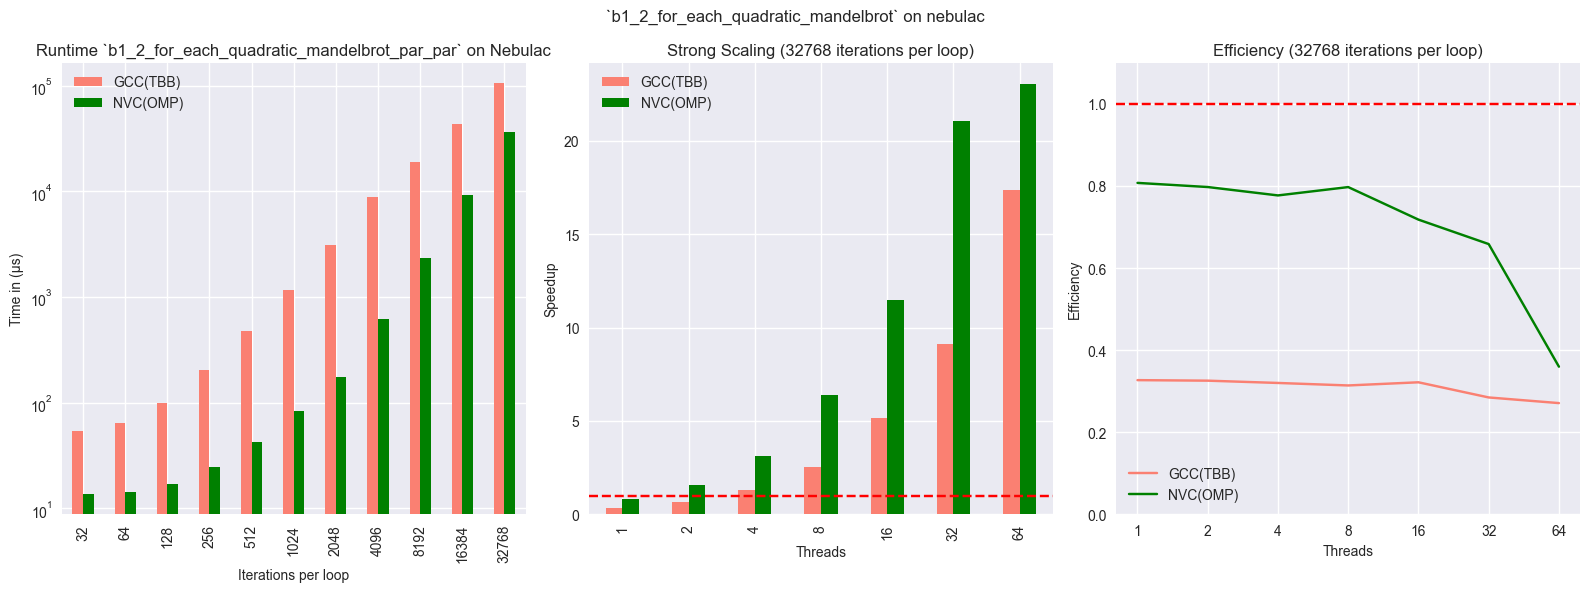 `b1_2_for_each_quadratic_mandelbrot` on nebulac
Runtime `b1_2_for_each_quadratic_mandelbrot_par_par` on Nebulac
GCC(TBB)
NVC(OMP)
10^5
10^4
10^3
10^2
10^1
Time in (µs)
32
64
128
256
512
1024
2048
4096
8192
16384
32768
Iterations per loop
Strong Scaling (32768 iterations per loop)
GCC(TBB)
NVC(OMP)
20
15
10
5
0
Speedup
1
2
4
8
16
32
64
Threads
Efficiency (32768 iterations per loop)
1.0
0.8
0.6
0.4
0.2
0.0
Efficiency
GCC(TBB)
NVC(OMP)
1
2
4
8
16
32
64
Threads